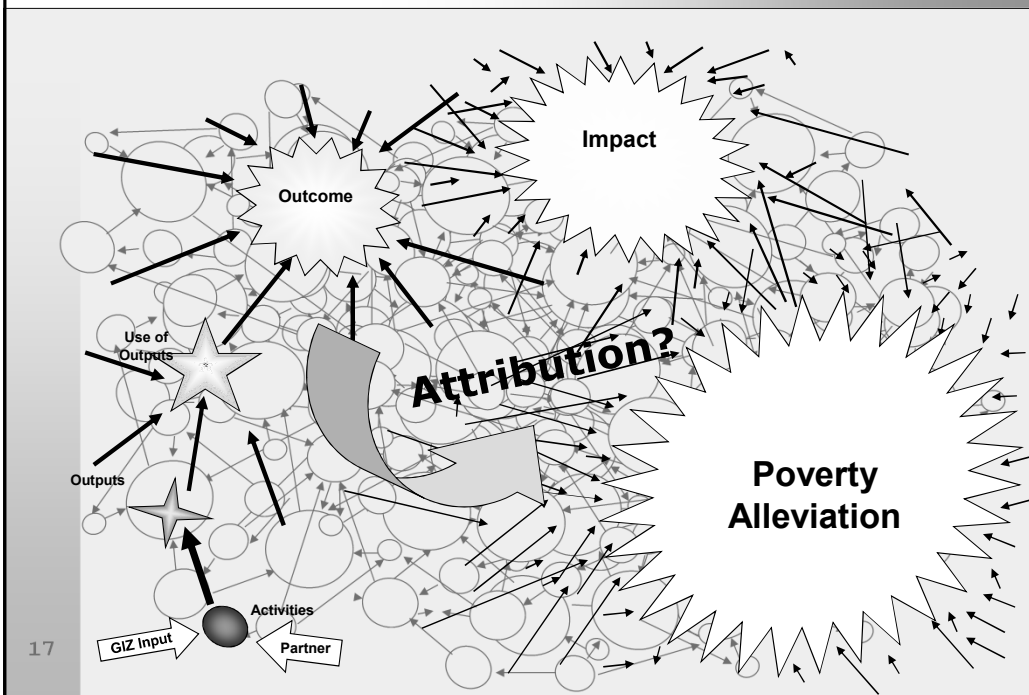 Impact
Outcome
Use of
Outputs
Attribution?
Outputs
Poverty
Alleviation
Activities
GIZ Input
Partner
17